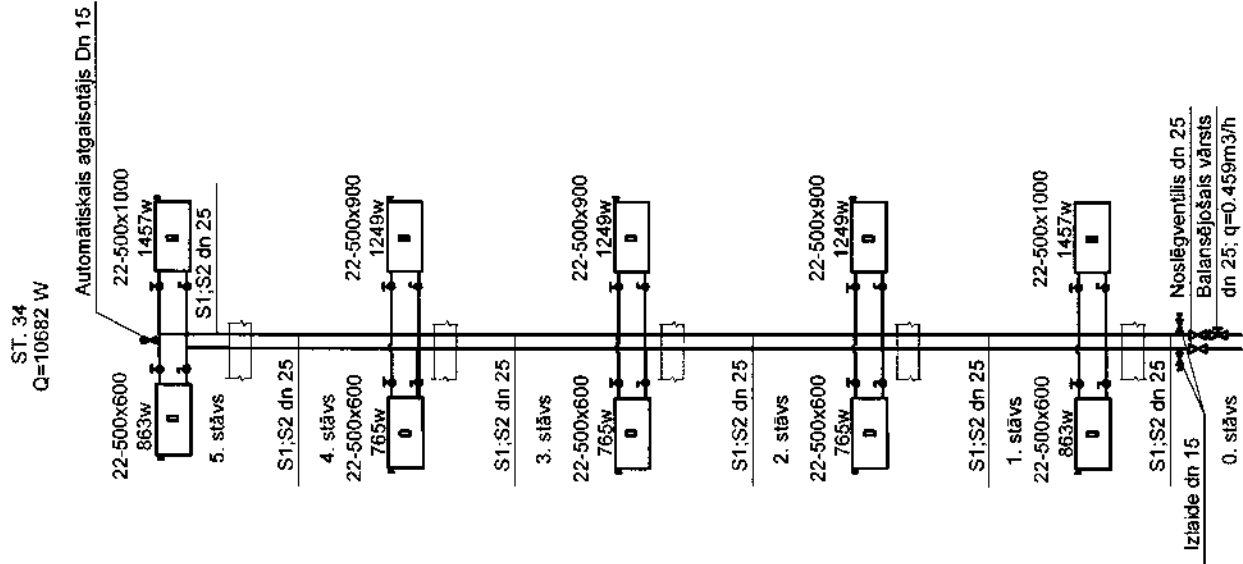 ST. 34
Q=10682 W
Automātiskais atgaisotājs Dn 15
22-500x600
863w
22-500x1000
1457w
S1;S2 dn 25
5. stāvs
S1;S2 dn 25
4. stāvs
22-500x600
765w
22-500x900
1249w
S1;S2 dn 25
3. stāvs
22-500x600
765w
22-500x900
1249w
S1;S2 dn 25
2. stāvs
22-500x600
765w
22-500x900
1249w
S1;S2 dn 25
1. stāvs
22-500x600
863w
22-500x1000
1457w
S1;S2 dn 25
Izlaide dn 15
0. stāvs
Noslēgventilis dn 25
Balansējošais vārsts
dn 25; q=0.459m3/h